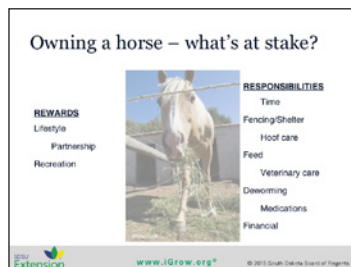 Owning a horse – what's at stake?
REWARDS
Lifestyle
Partnership
Recreation
RESPONSIBILITIES
Time
Fencing/Shelter
Hoof care
Feed
Veterinary care
Deworming
Medications
Financial
SDSU
Extension
www.iGrow.org®
© 2015 South Dakota Board of Regents